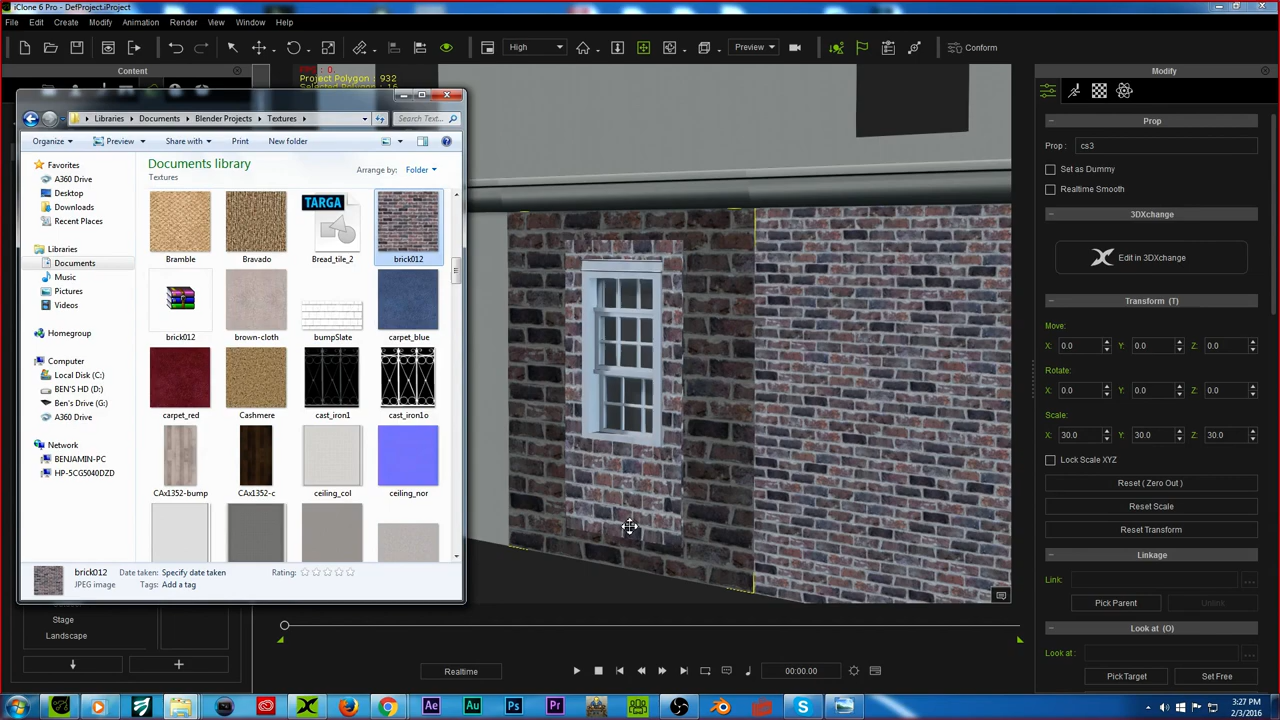 iClone 6 Pro - DefProject.iProject
File Edit Create Modify Animation Render View Window Help
High Preview Conform
Content
Project Polygon : 932
Modify
Libraries Documents Blender Projects Textures Search Text...
Organize Preview Share with Print New folder
Documents library
Textures
Arrange by: Folder
Favorites
A360 Drive
Desktop
Downloads
Recent Places
Libraries
Documents
Music
Pictures
Videos
Homegroup
Computer
Local Disk (C:)
BEN'S HD (D:)
Ben's Drive (G:)
A360 Drive
Network
BENJAMIN-PC
HP-5CG5040DZD
TARGA
Bramble Bravado Bread_tile_2 brick012
brick012 brown-cloth bumpSlate carpet_blue
carpet_red Cashmere cast_iron1 cast_iron1o
CAx1352-bump CAx1352-c ceiling_col ceiling_nor
brick012 Date taken: Specify date taken Rating:
JPEG image Tags: Add a tag
Stage
Landscape
Prop
Prop : cs3
Set as Dummy
Realtime Smooth
3DXchange
Edit in 3DXchange
Transform (T)
Move:
X: 0.0 Y: 0.0 Z: 0.0
Rotate:
X: 0.0 Y: 0.0 Z: 0.0
Scale:
X: 30.0 Y: 30.0 Z: 30.0
Lock Scale XYZ
Reset ( Zero Out )
Reset Scale
Reset Transform
Linkage
Link:
Pick Parent Unlink
Look at (O)
Look at:
Pick Target Set Free
Realtime 00:00.00
Ae Au Ps Pr
3:27 PM
2/3/2016